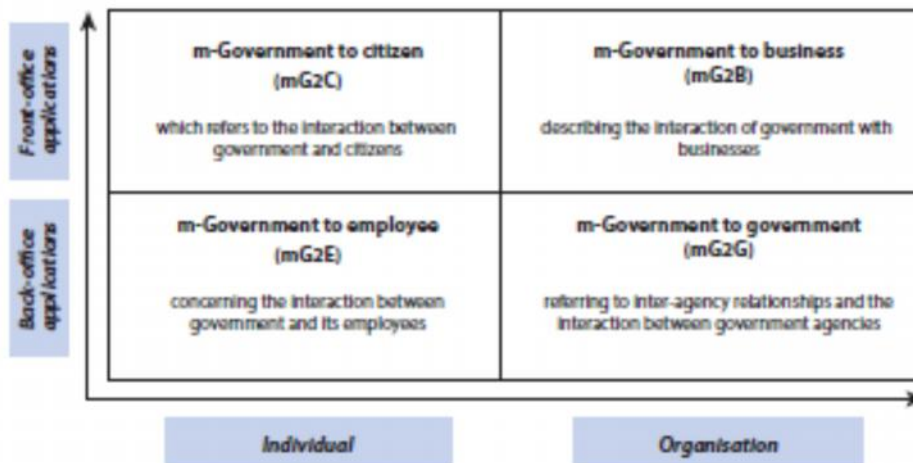 Front-office
applications
m-Government to citizen
(mG2C)
which refers to the interaction between
government and citizens
m-Government to business
(mG2B)
describing the interaction of government with
businesses
Back-office
applications
m-Government to employee
(mG2E)
concerning the interaction between
government and its employees
m-Government to government
(mG2G)
referring to inter-agency relationships and the
interaction between government agencies
Individual
Organisation